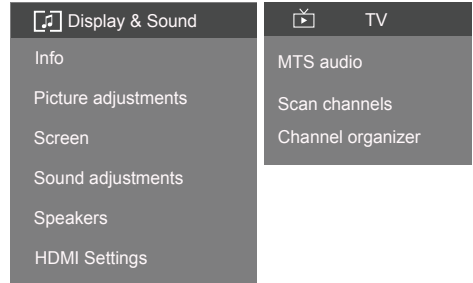 Display & Sound
Info
Picture adjustments
Screen
Sound adjustments
Speakers
HDMI Settings
TV
MTS audio
Scan channels
Channel organizer